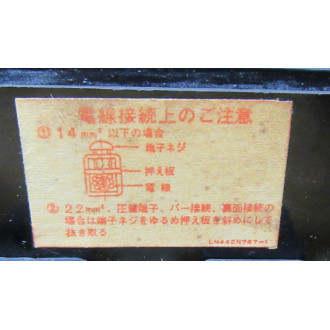 電線接続上のご注意
① 14mm² 以下の場合
端子ネジ
押え板
電線
② 22mm²、圧着端子、バー接続、裏面接続の
場合は端子ネジをゆるめ押え板を斜めにして
抜き取る